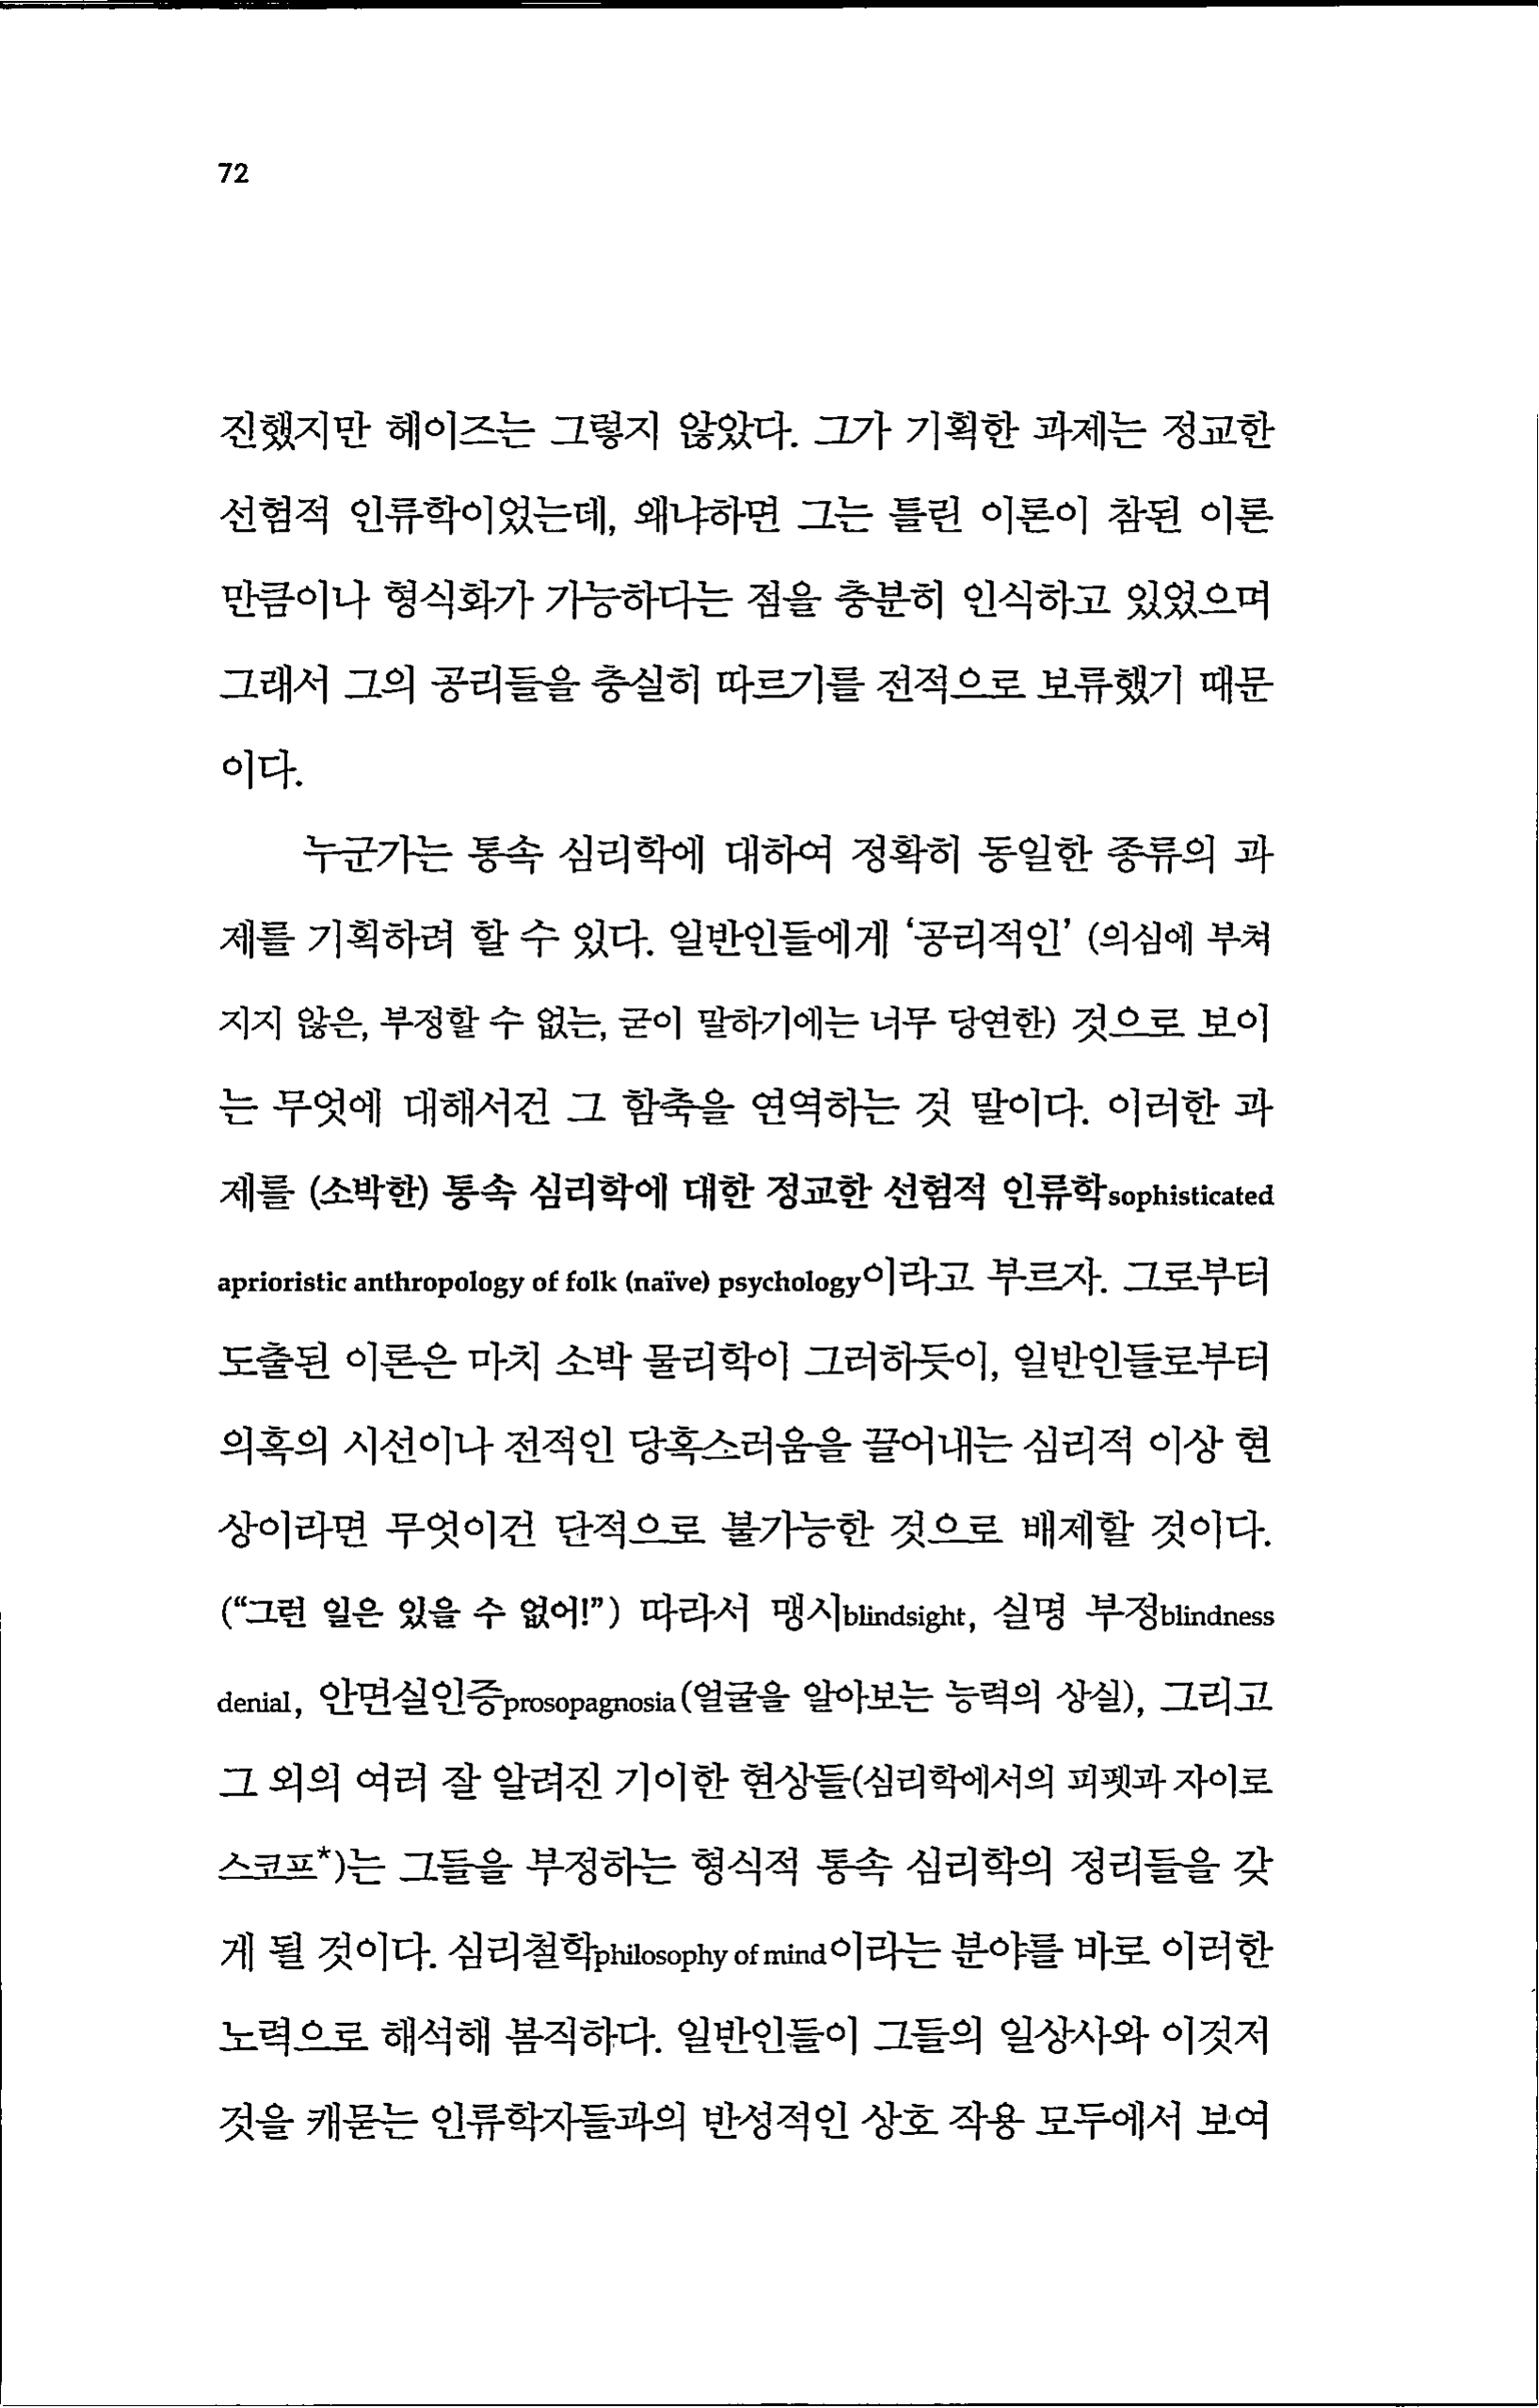 72
진했지만 헤이즈는 그렇지 않았다. 그가 기획한 과제는 정교한
선험적 인류학이었는데, 왜냐하면 그는 틀린 이론이 참된 이론
만큼이나 형식화가 가능하다는 점을 충분히 인식하고 있었으며
그래서 그의 공리들을 충실히 따르기를 전적으로 보류했기 때문
이다.
누군가는 통속 심리학에 대하여 정확히 동일한 종류의 과
제를 기획하려 할 수 있다. 일반인들에게 ‘공리적인’ (의심에 부쳐
지지 않은, 부정할 수 없는, 굳이 말하기에는 너무 당연한) 것으로 보이
는 무엇에 대해서건 그 함축을 연역하는 것 말이다. 이러한 과
제를 (소박한) 통속 심리학에 대한 정교한 선험적 인류학sophisticated
aprioristic anthropology of folk (naïve) psychology이라고 부르자. 그로부터
도출된 이론은 마치 소박 물리학이 그러하듯이, 일반인들로부터
의혹의 시선이나 전적인 당혹스러움을 끌어내는 심리적 이상 현
상이라면 무엇이건 단적으로 불가능한 것으로 배제할 것이다.
(“그런 일은 있을 수 없어!”) 따라서 맹시blindsight, 실명 부정blindness
denial, 안면실인증prosopagnosia(얼굴을 알아보는 능력의 상실), 그리고
그 외의 여러 잘 알려진 기이한 현상들(심리학에서의 피펫과 자이로
스코프*)는 그들을 부정하는 형식적 통속 심리학의 정리들을 갖
게 될 것이다. 심리철학philosophy of mind이라는 분야를 바로 이러한
노력으로 해석해 봄직하다. 일반인들이 그들의 일상사와 이것저
것을 캐묻는 인류학자들과의 반성적인 상호 작용 모두에서 보여